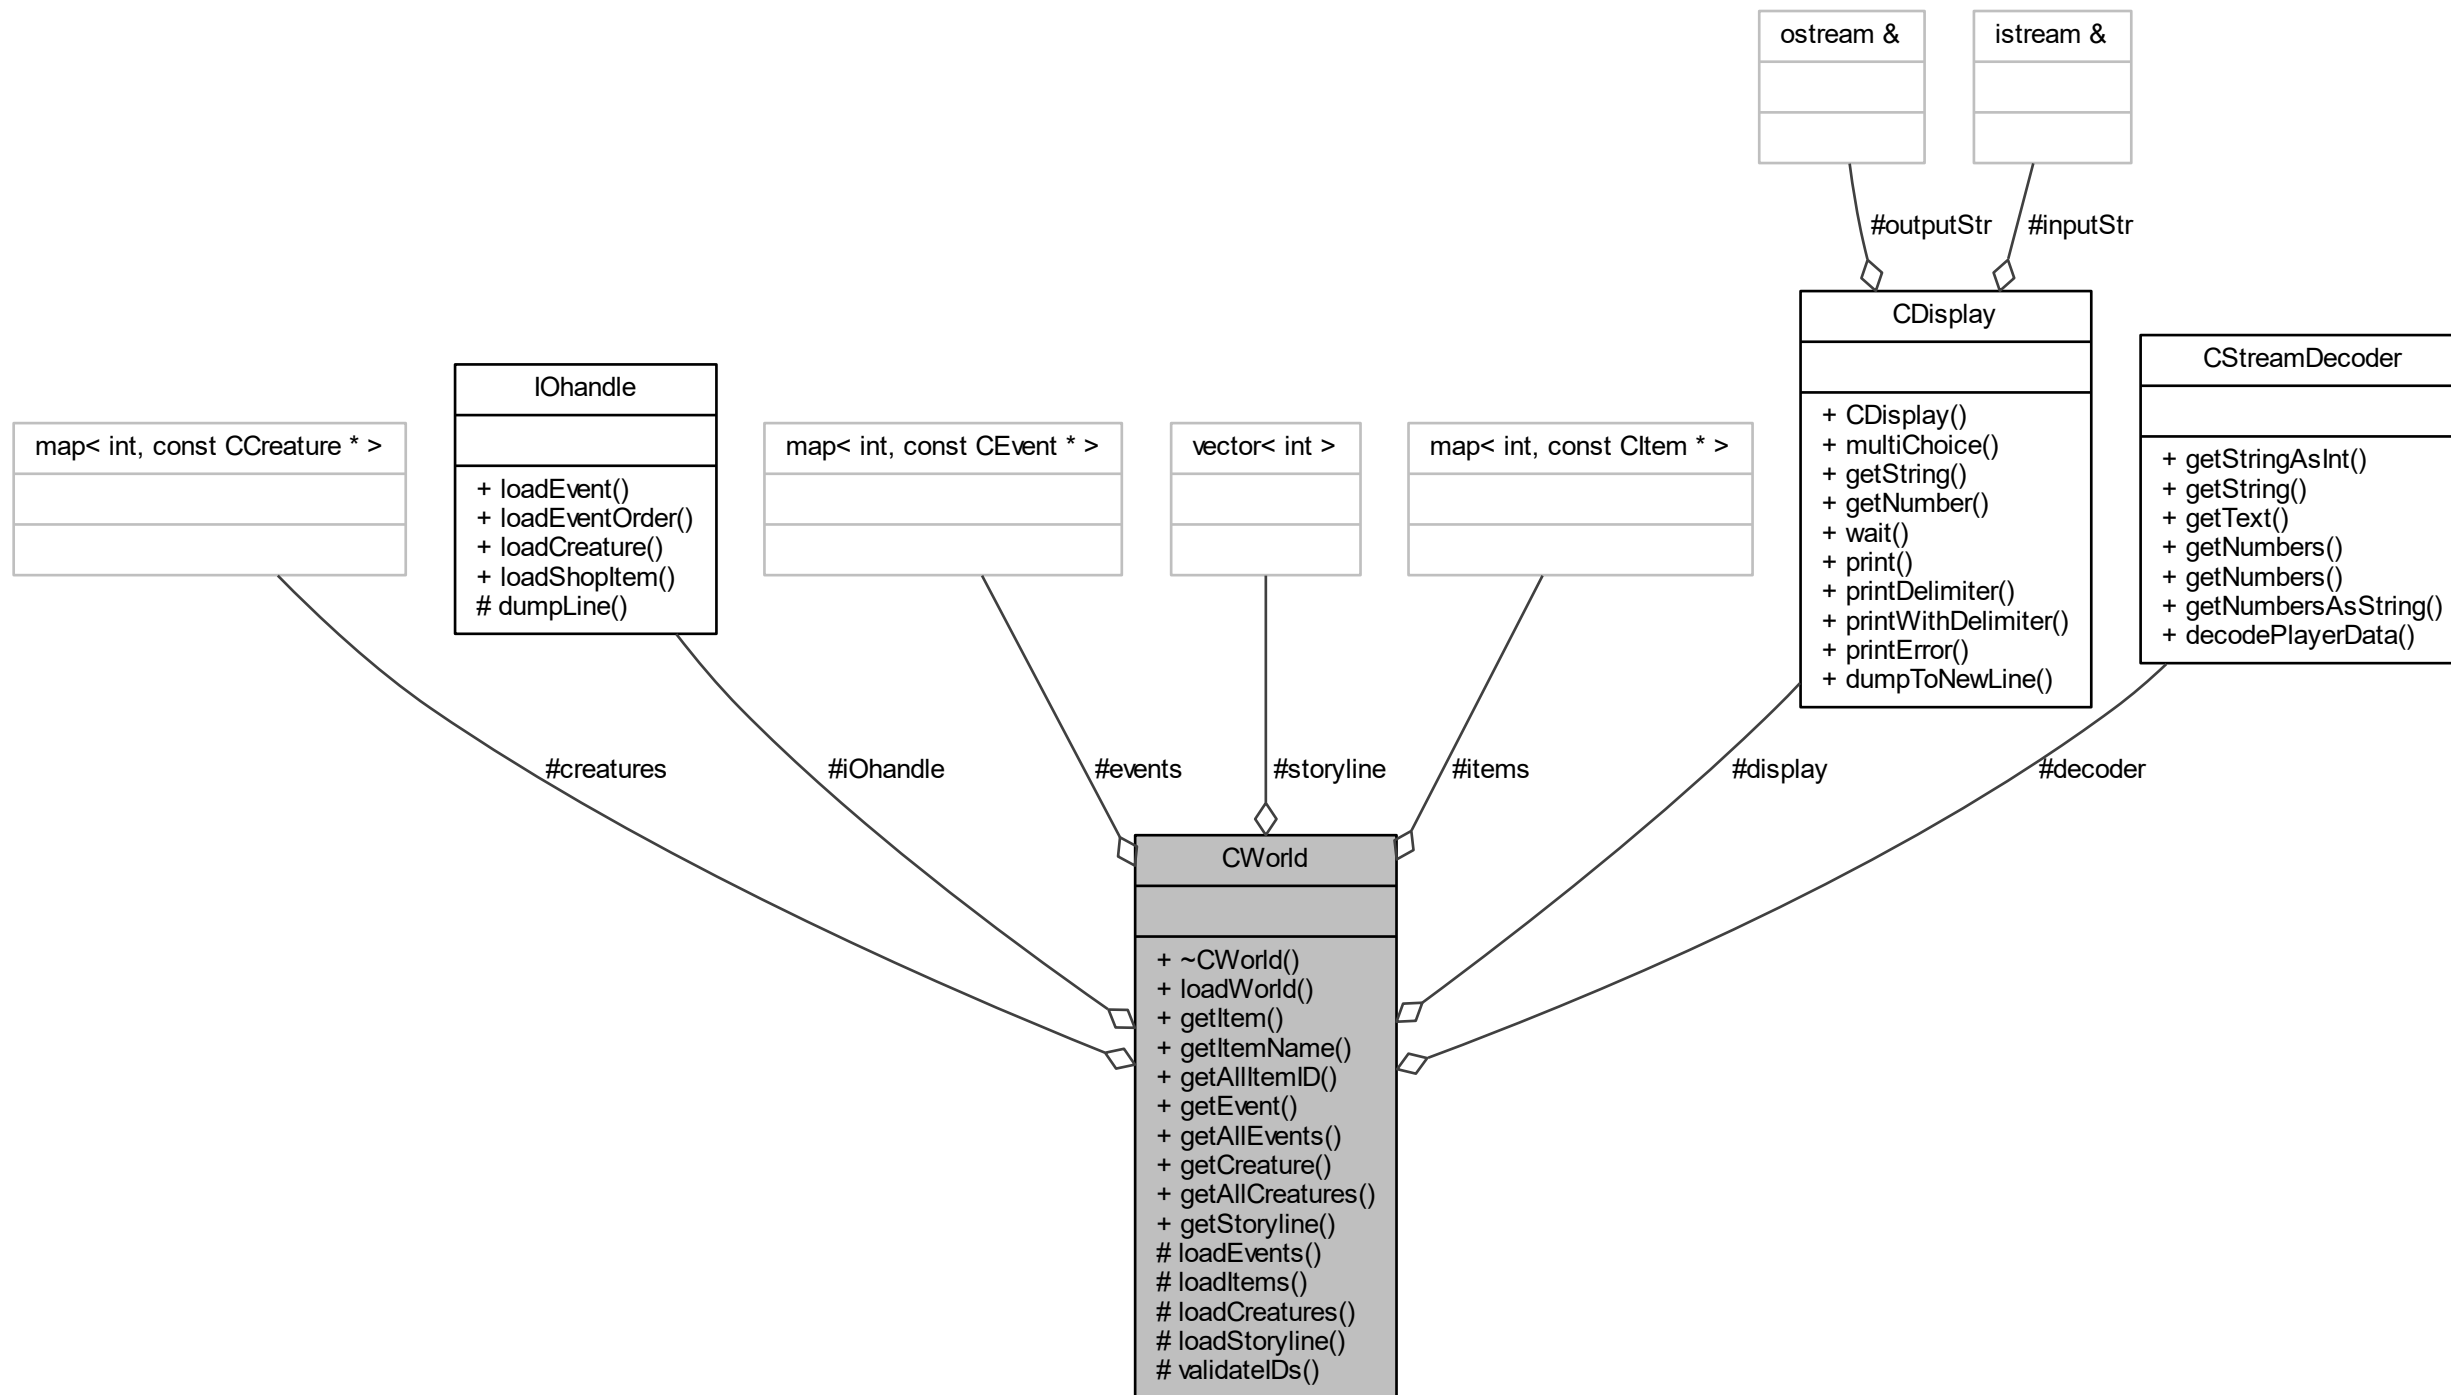 ostream &
istream &
#outputStr
#inputStr
CDisplay
+ CDisplay()
+ multiChoice()
+ getString()
+ getNumber()
+ wait()
+ print()
+ printDelimiter()
+ printWithDelimiter()
+ printError()
+ dumpToNewLine()
CStreamDecoder
+ getStringAsInt()
+ getString()
+ getText()
+ getNumbers()
+ getNumbers()
+ getNumbersAsString()
+ decodePlayerData()
IOhandle
+ loadEvent()
+ loadEventOrder()
+ loadCreature()
+ loadShopItem()
# dumpLine()
map< int, const CCreature * >
map< int, const CEvent * >
vector< int >
map< int, const CItem * >
#creatures
#iOhandle
#events
#storyline
#items
#display
#decoder
CWorld
+ ~CWorld()
+ loadWorld()
+ getItem()
+ getItemName()
+ getAllItemID()
+ getEvent()
+ getAllEvents()
+ getCreature()
+ getAllCreatures()
+ getStoryline()
# loadEvents()
# loadItems()
# loadCreatures()
# loadStoryline()
# validateIDs()